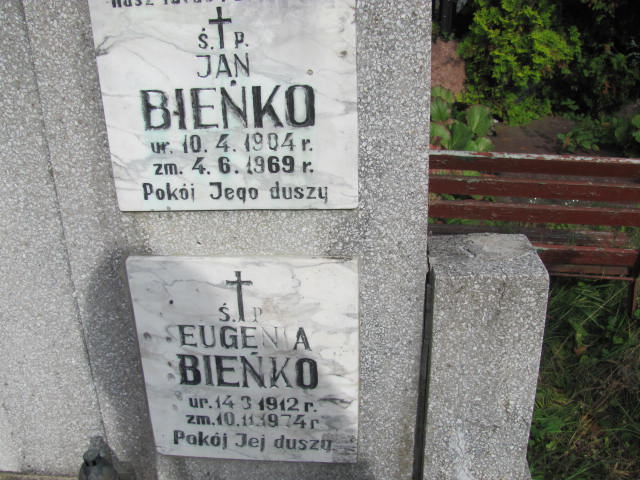 Ś. P.
JAN
BIEŃKO
ur. 10. 4. 1904 r.
zm. 4. 6. 1969 r.
Pokój Jego duszy
Ś. P
EUGENIA
BIEŃKO
ur. 14 3 1912 r.
zm. 10.11.1974 r
Pokój Jej duszy